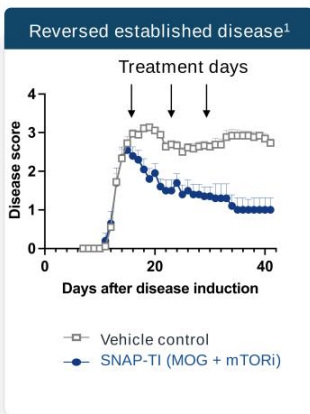 Reversed established disease¹
Treatment days
4
3
2
1
0
Disease score
0 20 40
Days after disease induction
Vehicle control
SNAP-TI (MOG + mTORi)